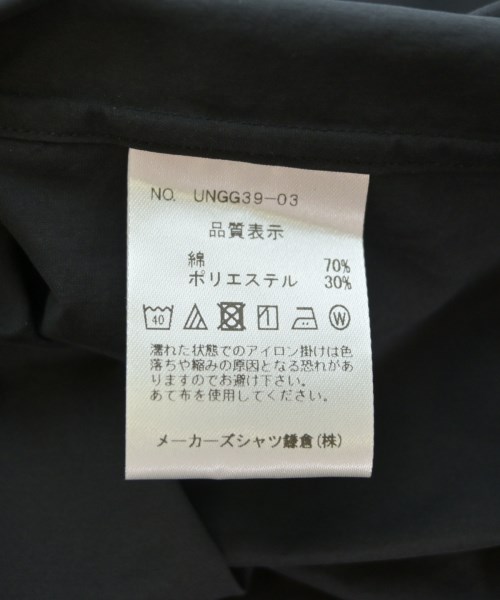 NO. UNGG39-03
品質表示
綿 70%
ポリエステル 30%
40 W
濡れた状態でのアイロン掛けは色
落ちや縮みの原因となる恐れがあ
りますのでお避け下さい。
あて布を使用してください。
メーカーズシャツ鎌倉(株)